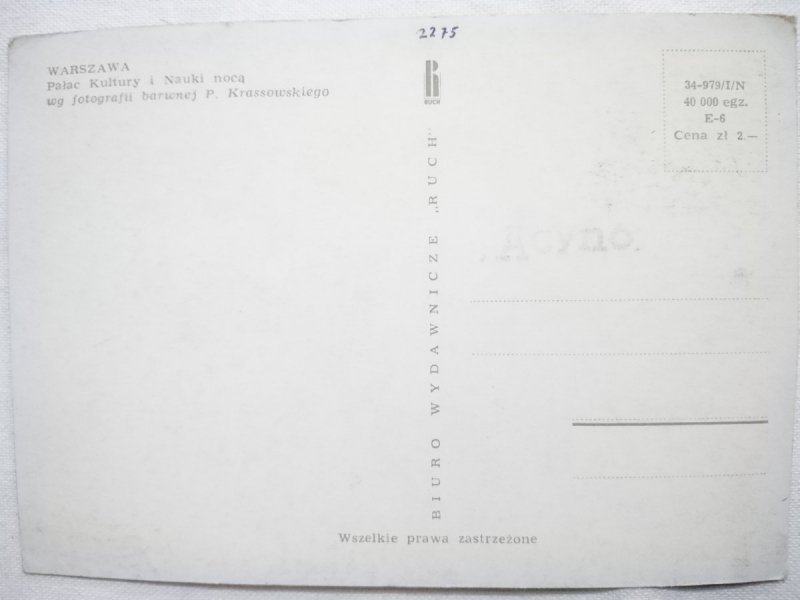 2275
WARSZAWA
Pałac Kultury i Nauki nocą
wg fotografii barwnej P. Krassowskiego
RUCH
34-979/I/N
40 000 egz.
E-6
Cena zł 2.—
BIURO WYDAWNICZE „RUCH"
Wszelkie prawa zastrzeżone